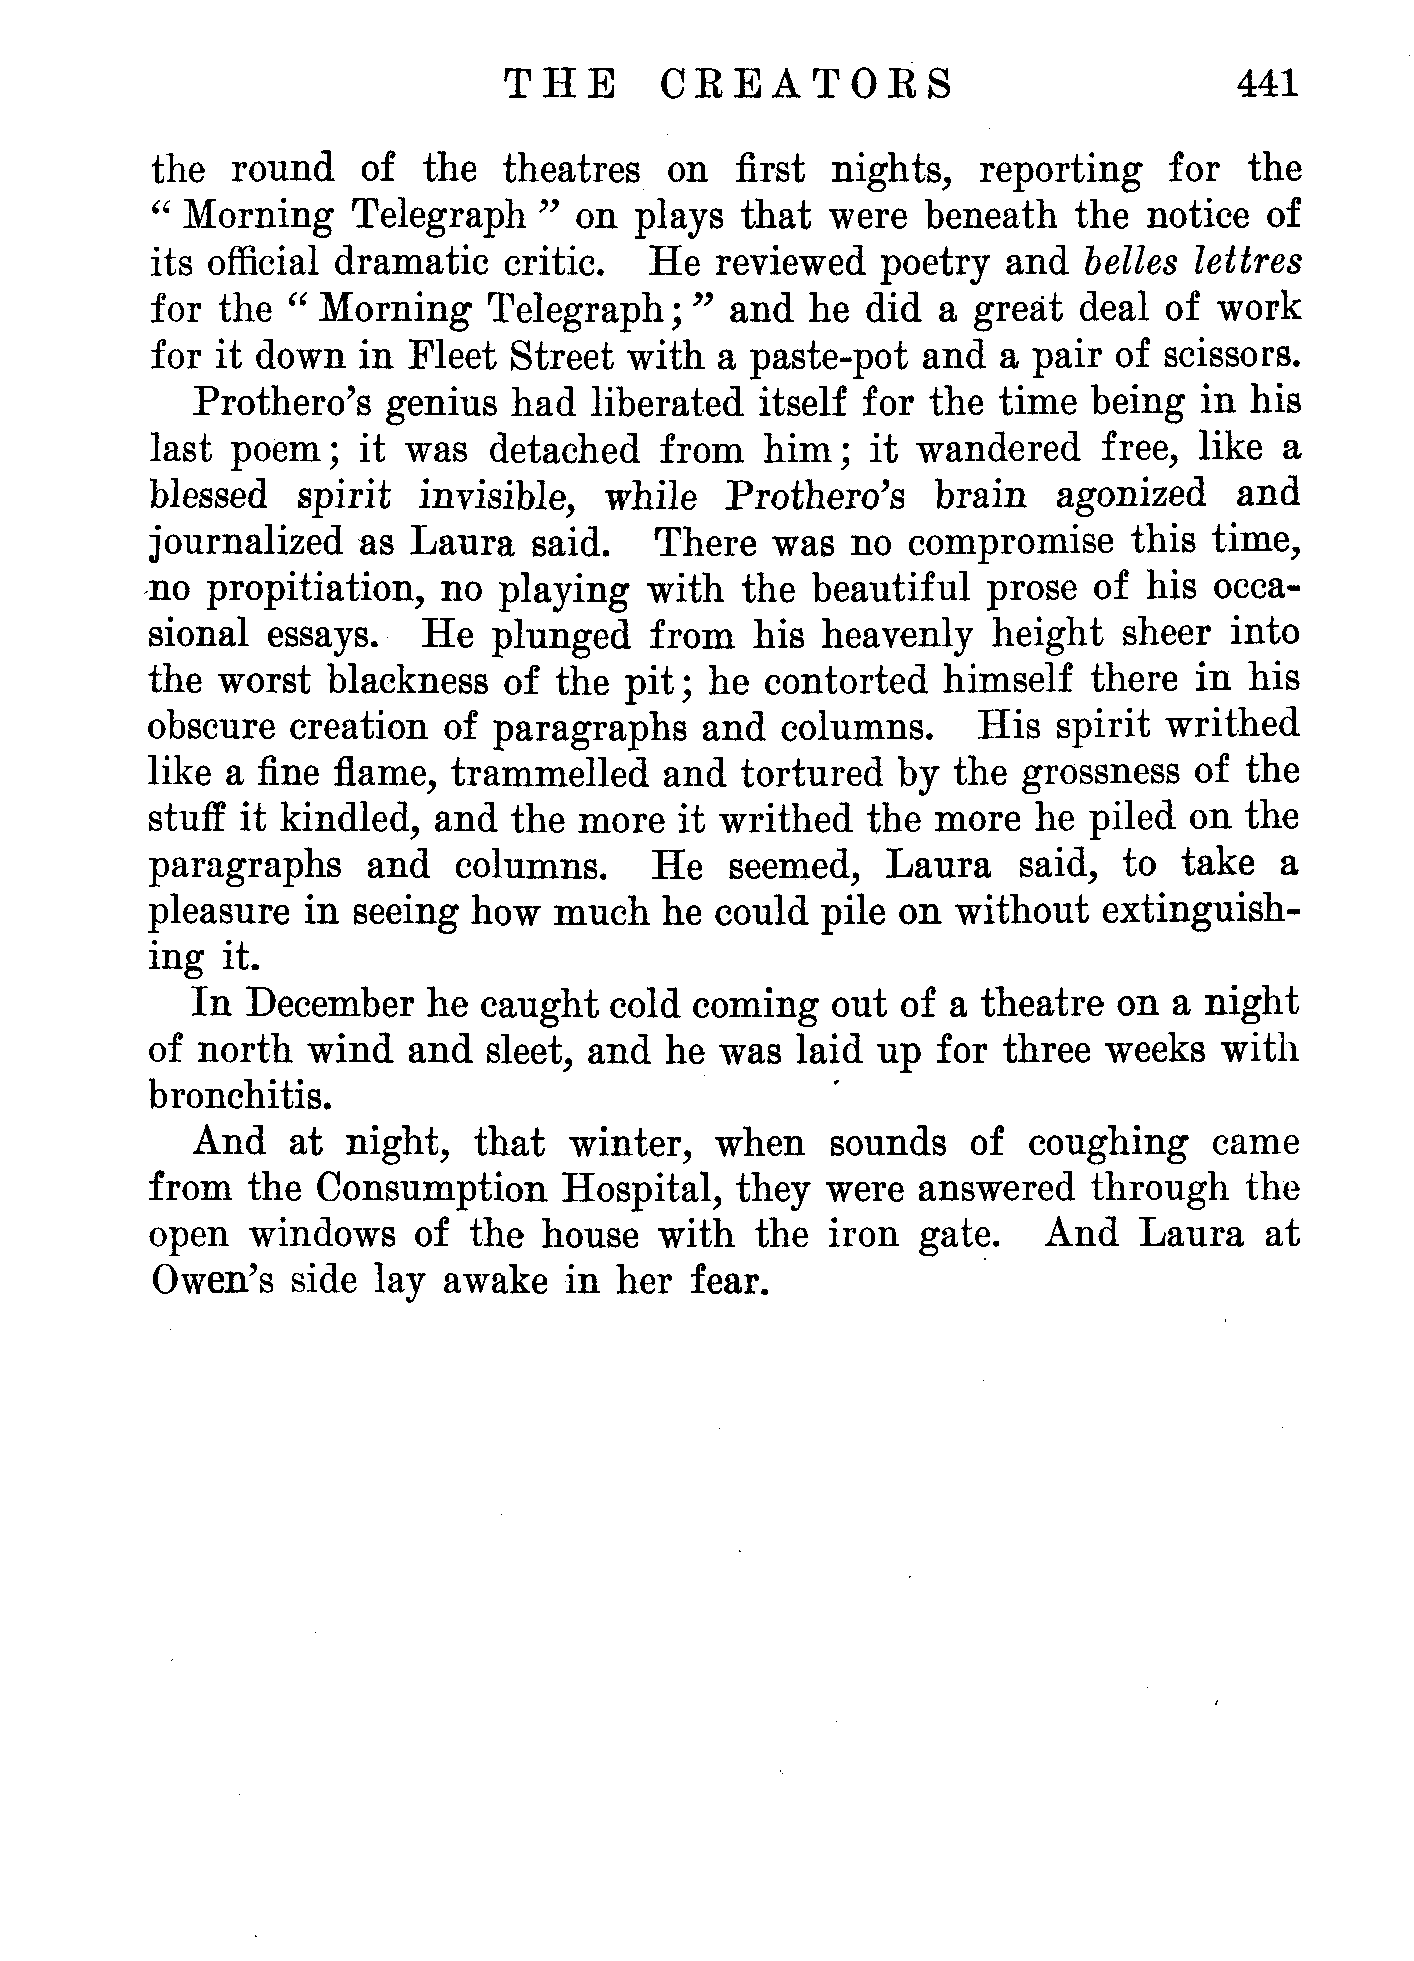 THE CREATORS 441
the round of the theatres on first nights, reporting for the
“ Morning Telegraph ” on plays that were beneath the notice of
its official dramatic critic. He reviewed poetry and belles lettres
for the “ Morning Telegraph ; ” and he did a great deal of work
for it down in Fleet Street with a paste-pot and a pair of scissors.
Prothero’s genius had liberated itself for the time being in his
last poem ; it was detached from him ; it wandered free, like a
blessed spirit invisible, while Prothero’s brain agonized and
journalized as Laura said. There was no compromise this time,
no propitiation, no playing with the beautiful prose of his occa-
sional essays. He plunged from his heavenly height sheer into
the worst blackness of the pit ; he contorted himself there in his
obscure creation of paragraphs and columns. His spirit writhed
like a fine flame, trammelled and tortured by the grossness of the
stuff it kindled, and the more it writhed the more he piled on the
paragraphs and columns. He seemed, Laura said, to take a
pleasure in seeing how much he could pile on without extinguish-
ing it.
In December he caught cold coming out of a theatre on a night
of north wind and sleet, and he was laid up for three weeks with
bronchitis.
And at night, that winter, when sounds of coughing came
from the Consumption Hospital, they were answered through the
open windows of the house with the iron gate. And Laura at
Owen’s side lay awake in her fear.